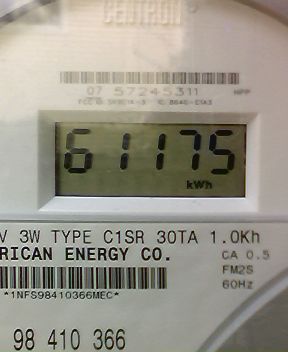 CENTRON
07 57245311
61175
kWh
V 3W TYPE C1SR 30TA 1.0Kh
RICAN ENERGY CO.
CA 0.5
FM2S
60Hz
*1NFS98410366MEC*
98 410 366